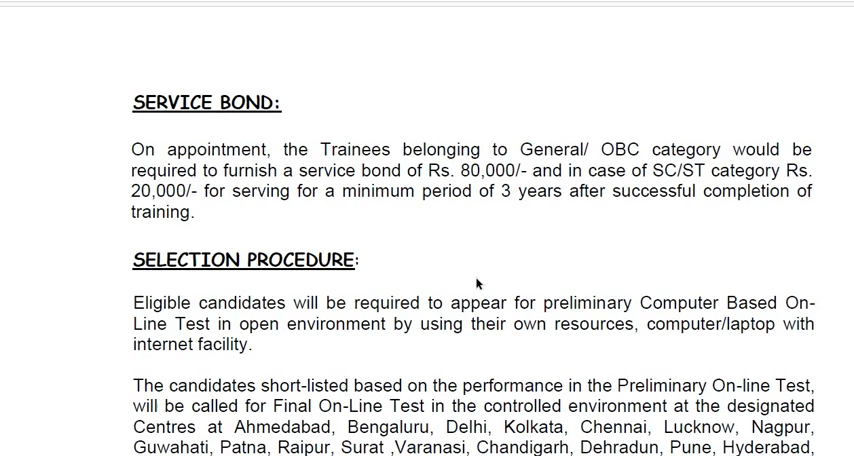 SERVICE BOND:
On appointment, the Trainees belonging to General/ OBC category would be
required to furnish a service bond of Rs. 80,000/- and in case of SC/ST category Rs.
20,000/- for serving for a minimum period of 3 years after successful completion of
training.
SELECTION PROCEDURE:
Eligible candidates will be required to appear for preliminary Computer Based On-
Line Test in open environment by using their own resources, computer/laptop with
internet facility.
The candidates short-listed based on the performance in the Preliminary On-line Test,
will be called for Final On-Line Test in the controlled environment at the designated
Centres at Ahmedabad, Bengaluru, Delhi, Kolkata, Chennai, Lucknow, Nagpur,
Guwahati, Patna, Raipur, Surat ,Varanasi, Chandigarh, Dehradun, Pune, Hyderabad,